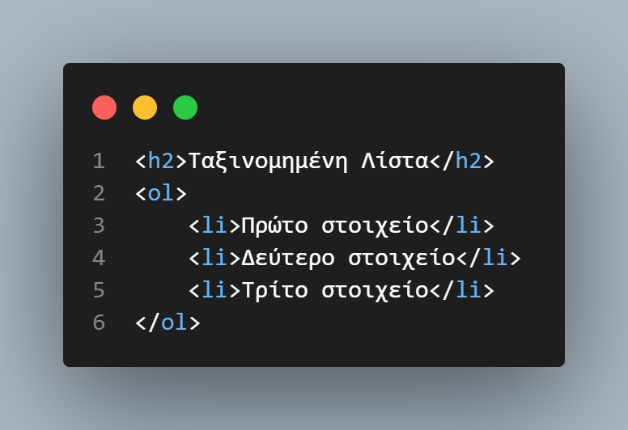 1 <h2>Ταξινομημένη Λίστα</h2>
2 <ol>
3     <li>Πρώτο στοιχείο</li>
4     <li>Δεύτερο στοιχείο</li>
5     <li>Τρίτο στοιχείο</li>
6 </ol>